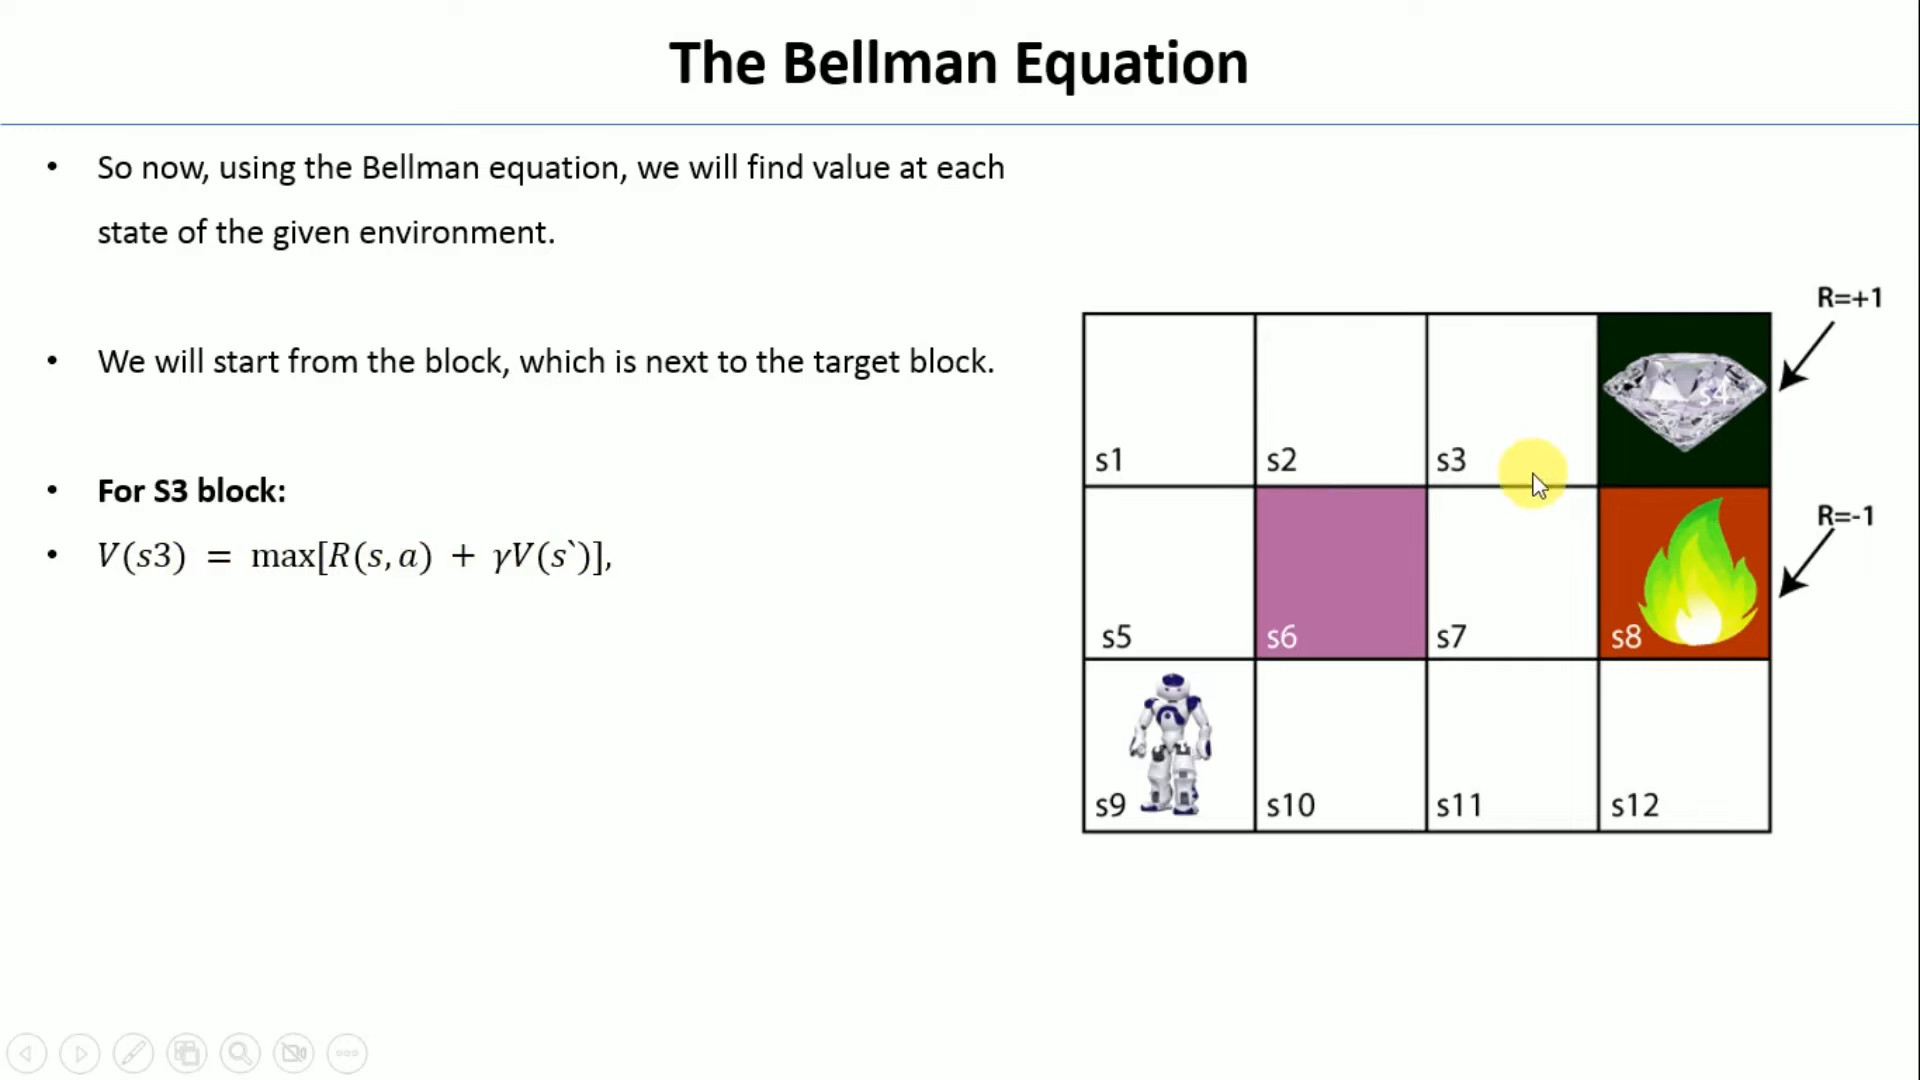 The Bellman Equation
• So now, using the Bellman equation, we will find value at each
state of the given environment.
• We will start from the block, which is next to the target block.
• For S3 block:
• V(s3) = max[R(s, a) + γV(s`)],
R=+1
s1 s2 s3 s4
R=-1
s5 s6 s7 s8
s9 s10 s11 s12